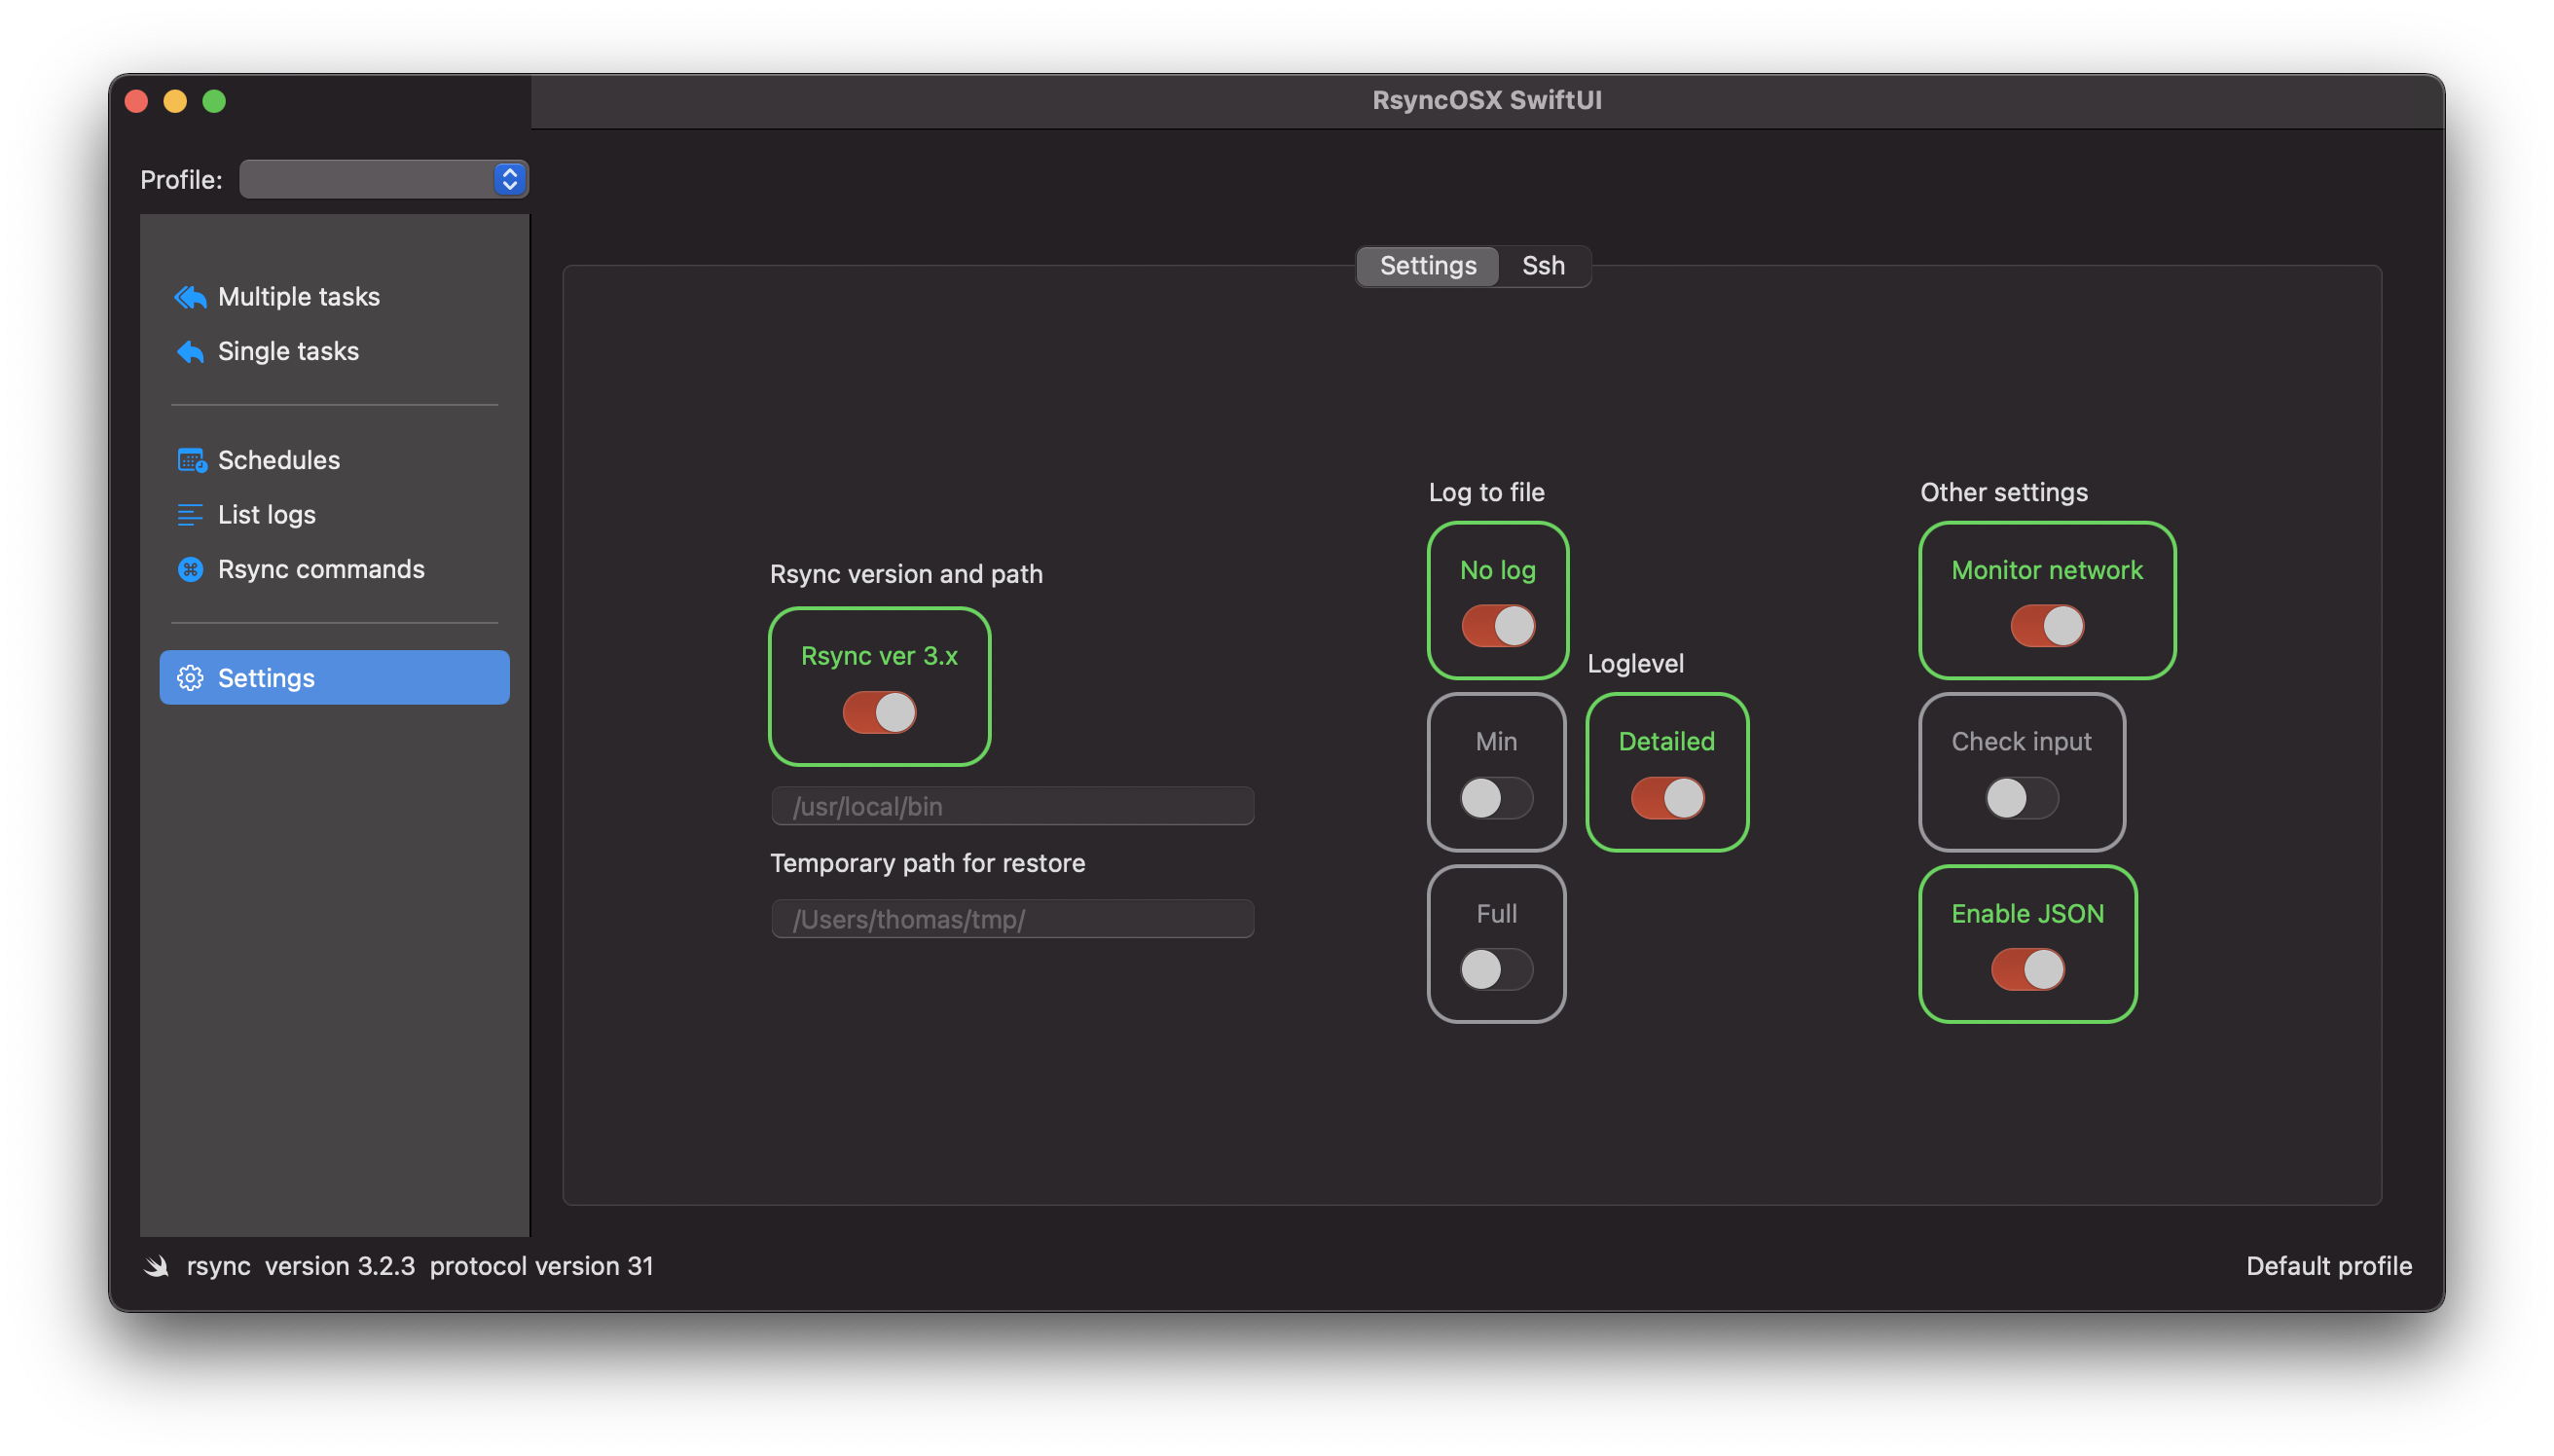 RsyncOSX SwiftUI
Profile:
Multiple tasks
Single tasks
Schedules
List logs
Rsync commands
Settings
Settings
Ssh
Rsync version and path
Rsync ver 3.x
/usr/local/bin
Temporary path for restore
/Users/thomas/tmp/
Log to file
No log
Min
Full
Loglevel
Detailed
Other settings
Monitor network
Check input
Enable JSON
rsync  version 3.2.3  protocol version 31
Default profile